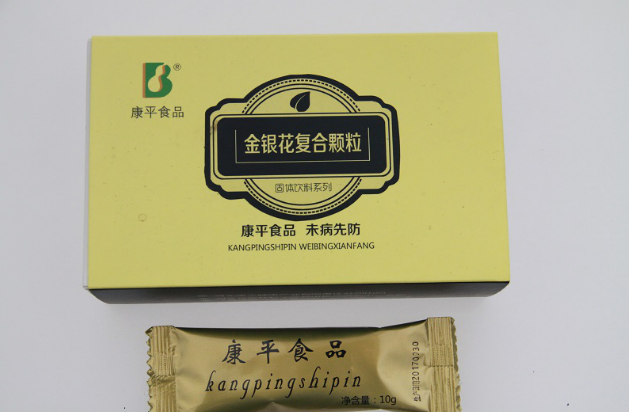 ®
康平食品
金银花复合颗粒
固体饮料系列
康平食品 未病先防
KANGPINGSHIPIN WEIBINGXIANFANG
康平食品
kangpingshipin
净含量：10g